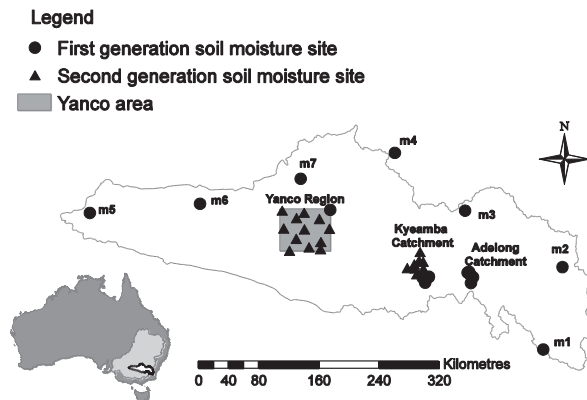 Legend
First generation soil moisture site
Second generation soil moisture site
Yanco area
m4
N
m7
Yanco Region
m6
m5
m3
Kyeamba
Catchment
Adelong
Catchment
m2
m1
Kilometres
0 20 40 80 160 240 320